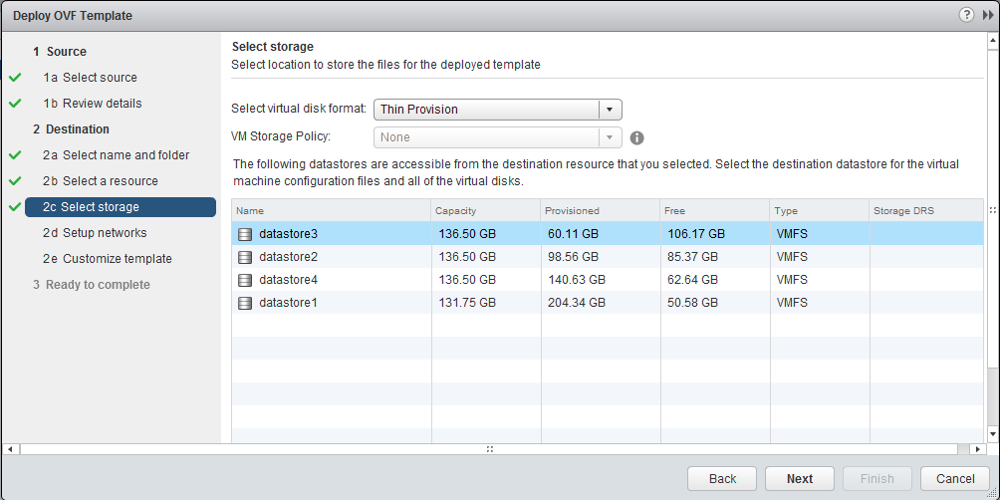 Deploy OVF Template
1 Source
1a Select source
1b Review details
2 Destination
2a Select name and folder
2b Select a resource
2c Select storage
2d Setup networks
2e Customize template
3 Ready to complete
Select storage
Select location to store the files for the deployed template
Select virtual disk format: Thin Provision
VM Storage Policy: None
The following datastores are accessible from the destination resource that you selected. Select the destination datastore for the virtual
machine configuration files and all of the virtual disks.
Name Capacity Provisioned Free Type Storage DRS
datastore3 136.50 GB 60.11 GB 106.17 GB VMFS
datastore2 136.50 GB 98.56 GB 85.37 GB VMFS
datastore4 136.50 GB 140.63 GB 62.64 GB VMFS
datastore1 131.75 GB 204.34 GB 50.58 GB VMFS
Back Next Finish Cancel